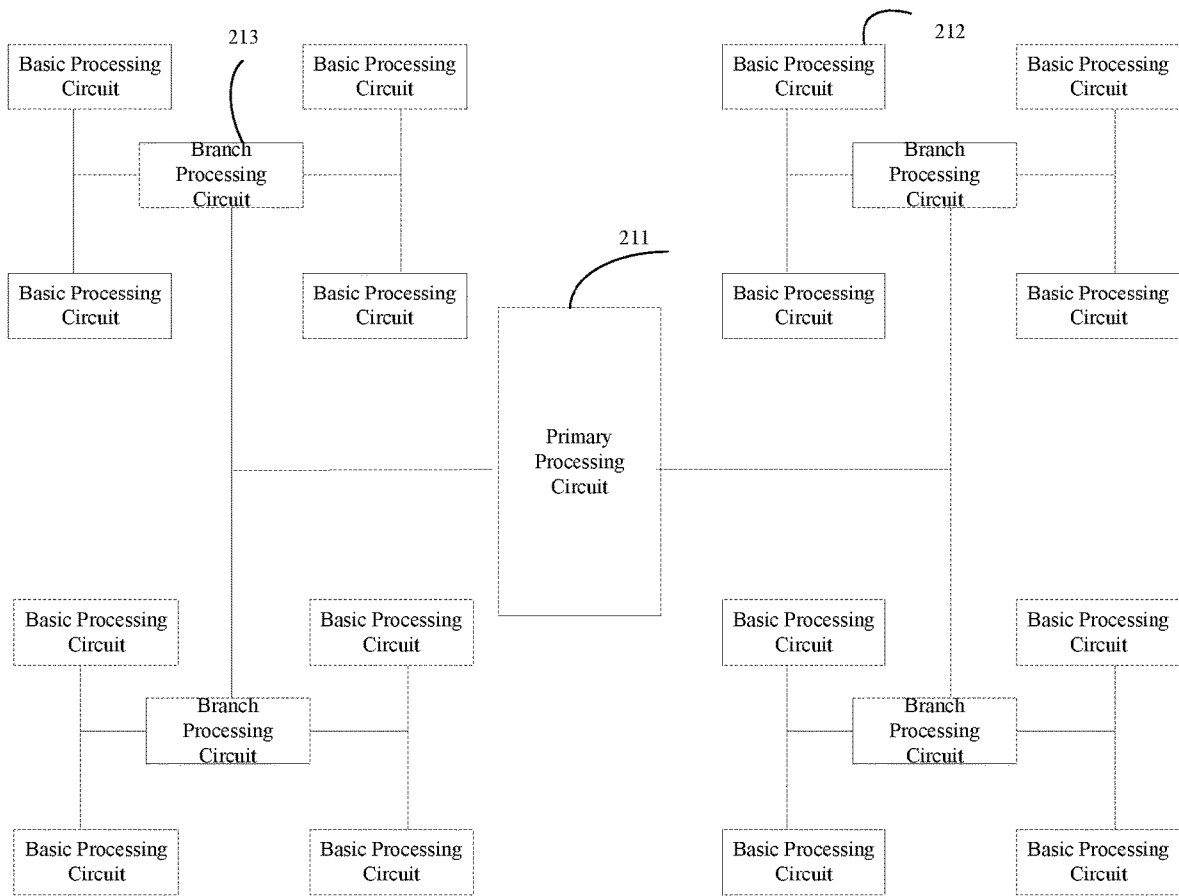 213
212
Basic Processing
Circuit
Basic Processing
Circuit
Basic Processing
Circuit
Basic Processing
Circuit
Branch
Processing
Circuit
Branch
Processing
Circuit
211
Basic Processing
Circuit
Basic Processing
Circuit
Basic Processing
Circuit
Basic Processing
Circuit
Primary
Processing
Circuit
Basic Processing
Circuit
Basic Processing
Circuit
Basic Processing
Circuit
Basic Processing
Circuit
Branch
Processing
Circuit
Branch
Processing
Circuit
Basic Processing
Circuit
Basic Processing
Circuit
Basic Processing
Circuit
Basic Processing
Circuit